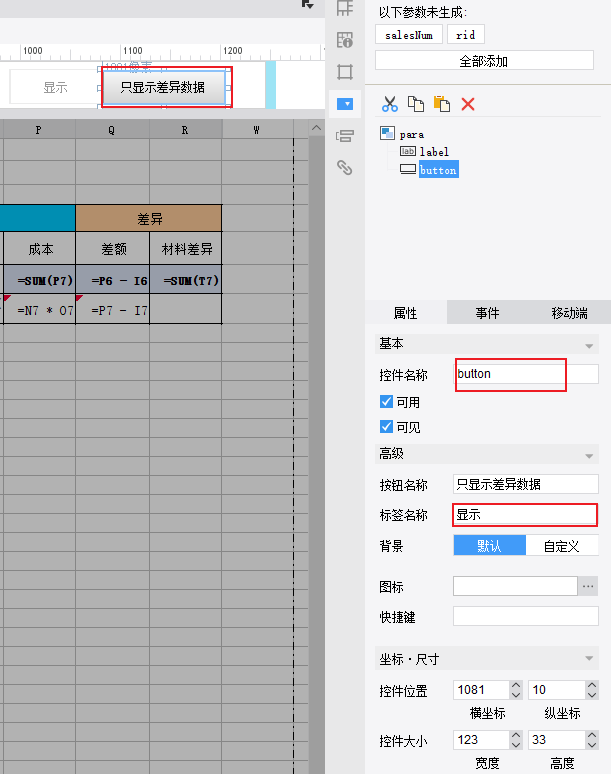 以下参数未生成:
salesNum rid
全部添加
1000 1100 1200
1081像素
显示 只显示差异数据
para
label
button
P Q R W
差异
成本 差额 材料差异
=SUM(P7) =P6 - I6 =SUM(T7)
=N7 * O7 =P7 - I7
属性 事件 移动端
基本
控件名称 button
可用
可见
高级
按钮名称 只显示差异数据
标签名称 显示
背景 默认 自定义
图标 ...
快捷键
坐标·尺寸
控件位置 1081 10
横坐标 纵坐标
控件大小 123 33
宽度 高度